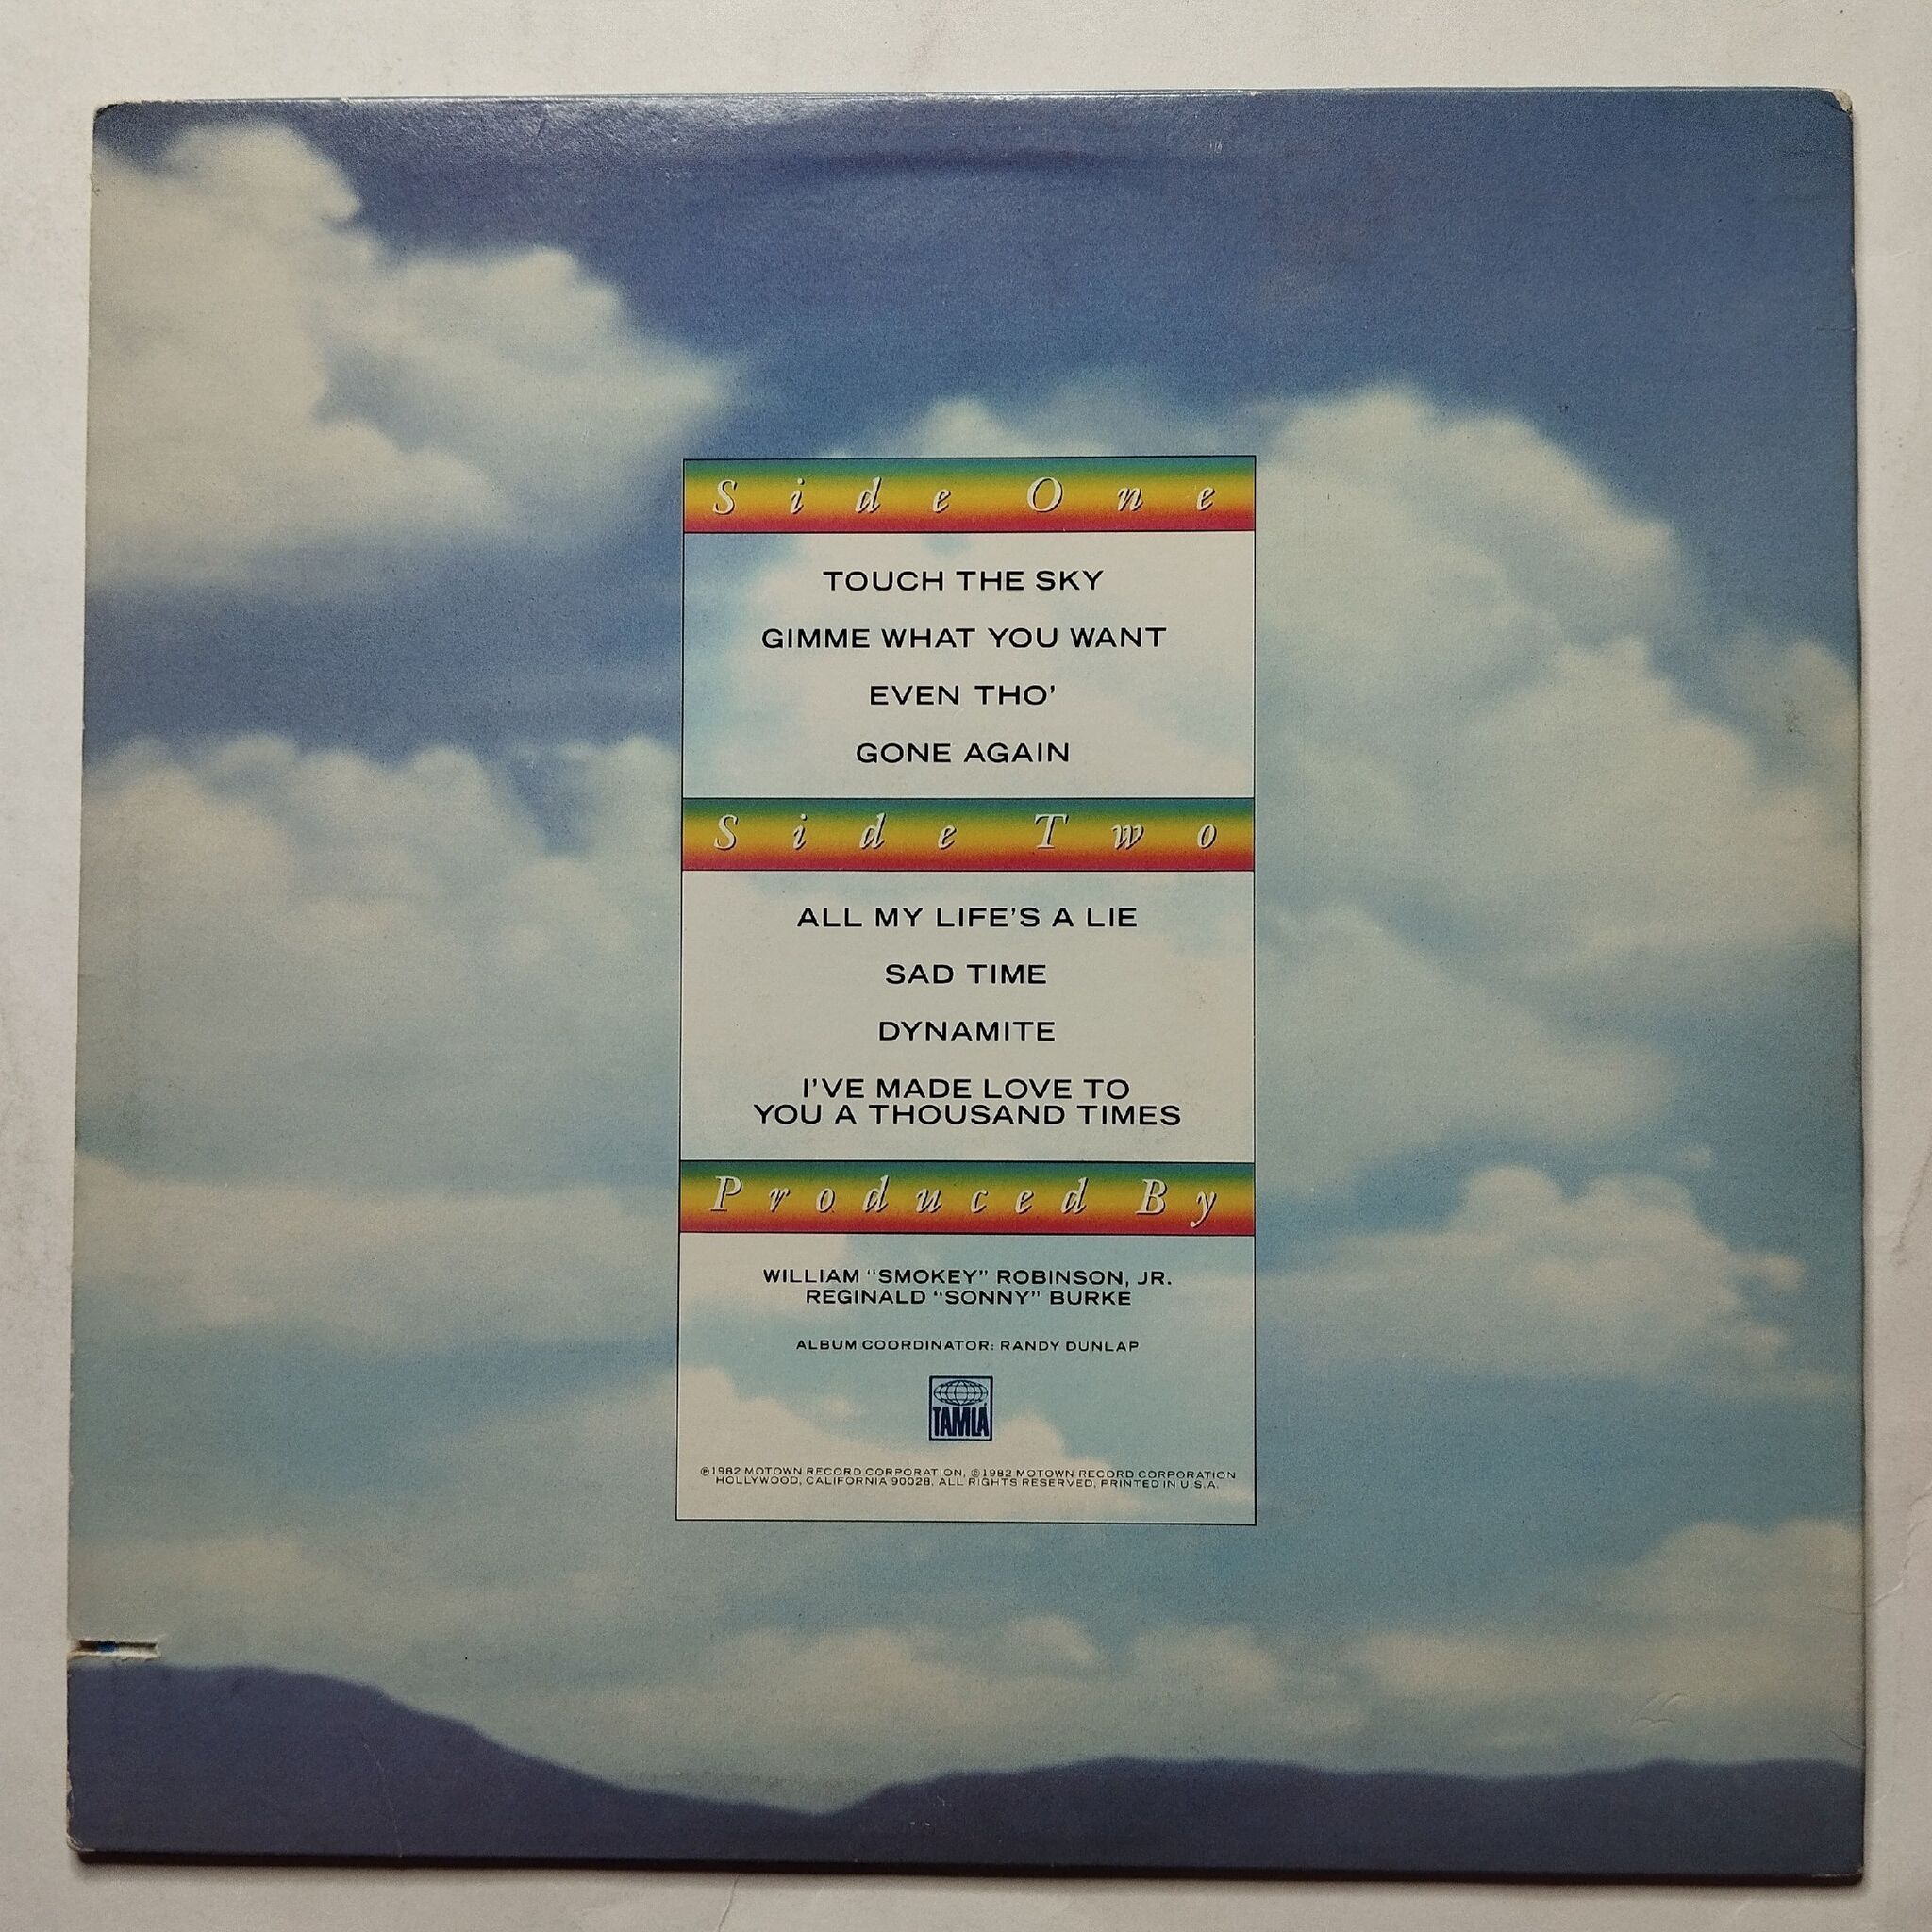 Side One
TOUCH THE SKY
GIMME WHAT YOU WANT
EVEN THO'
GONE AGAIN
Side Two
ALL MY LIFE'S A LIE
SAD TIME
DYNAMITE
I'VE MADE LOVE TO
YOU A THOUSAND TIMES
Produced By
WILLIAM "SMOKEY" ROBINSON, JR.
REGINALD "SONNY" BURKE
ALBUM COORDINATOR: RANDY DUNLAP
TAMLA
℗1982 MOTOWN RECORD CORPORATION, ©1982 MOTOWN RECORD CORPORATION
HOLLYWOOD, CALIFORNIA 90028. ALL RIGHTS RESERVED, PRINTED IN U.S.A.